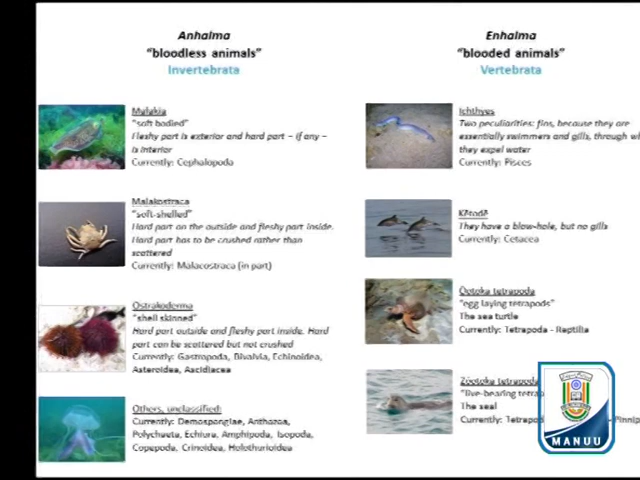 Anhaima
"bloodless animals"
Invertebrata
Malakia
"soft bodied"
Fleshy part is exterior and hard part – if any –
is interior
Currently: Cephalopoda
Malakostraca
"soft-shelled"
Hard part on the outside and fleshy part inside.
Hard part has to be crushed rather than
scattered
Currently: Malacostraca (in part)
Ostrakoderma
"shell skinned"
Hard part outside and fleshy part inside. Hard
part can be scattered but not crushed
Currently: Gastropoda, Bivalvia, Echinoidea,
Asteroidea, Ascidiacea
Others, unclassified:
Currently: Demospongiae, Anthozoa,
Polychaeta, Echiura, Amphipoda, Isopoda,
Copepoda, Crinoidea, Holothurioidea
Enhaima
"blooded animals"
Vertebrata
Ichthyes
Two peculiarities: fins, because they are
essentially swimmers and gills, through
they expel water
Currently: Pisces
Kētōdē
They have a blow-hole, but no gills
Currently: Cetacea
Ōotoka tetrapoda
"egg laying tetrapods"
The sea turtle
Currently: Tetrapoda - Reptilia
Zōotoka tetrapoda
"live-bearing
The seal
Currently:
MANUU